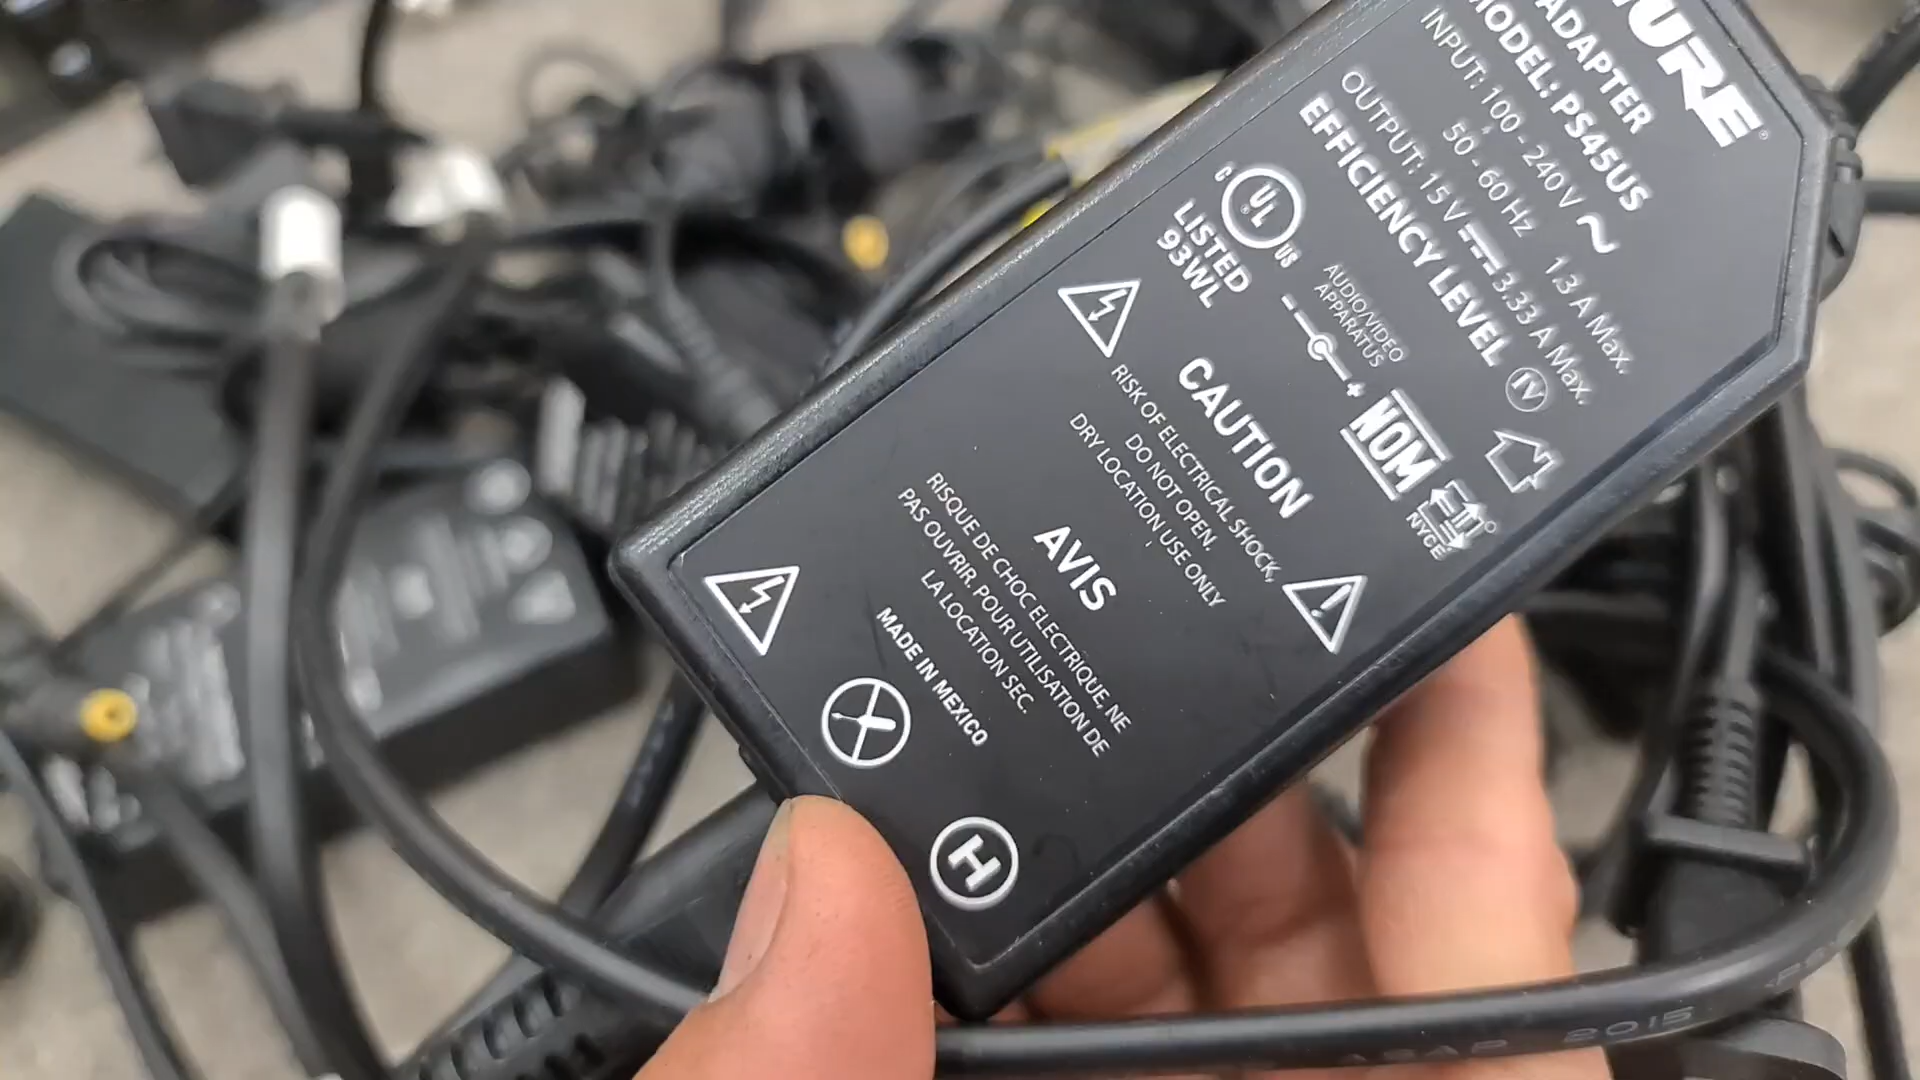 URE®
ADAPTER
MODEL: PS45US
INPUT: 100 - 240 V ~ 1.3 A Max.
50 - 60 Hz
OUTPUT: 15 V 3.33 A Max.
EFFICIENCY LEVEL IV
C UL US
LISTED
93WL
AUDIO/VIDEO
APPARATUS
- +
NOM
NYCE
CAUTION
RISK OF ELECTRICAL SHOCK,
DO NOT OPEN.
DRY LOCATION USE ONLY
AVIS
RISQUE DE CHOC ELECTRIQUE, NE
PAS OUVRIR. POUR UTILISATION DE
LA LOCATION SEC.
MADE IN MEXICO
H
2015